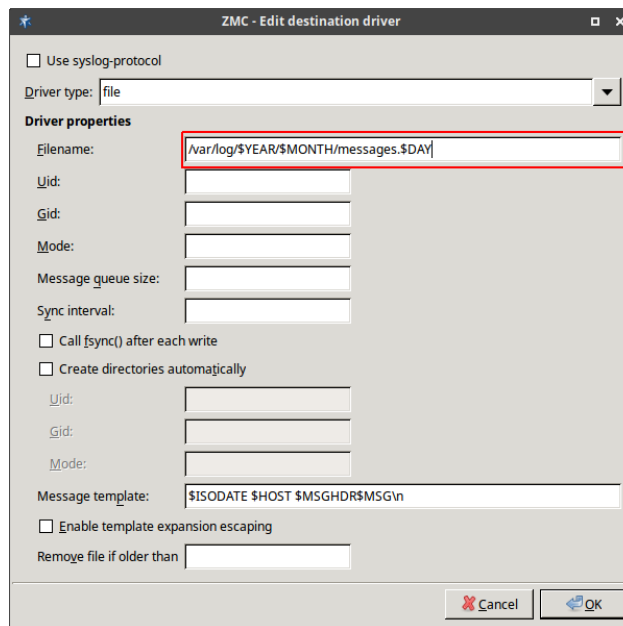 ZMC - Edit destination driver
Use syslog-protocol
Driver type: file
Driver properties
Filename: /var/log/$YEAR/$MONTH/messages.$DAY
Uid:
Gid:
Mode:
Message queue size:
Sync interval:
Call fsync() after each write
Create directories automatically
Uid:
Gid:
Mode:
Message template: $ISODATE $HOST $MSGHDR$MSG\n
Enable template expansion escaping
Remove file if older than
Cancel OK